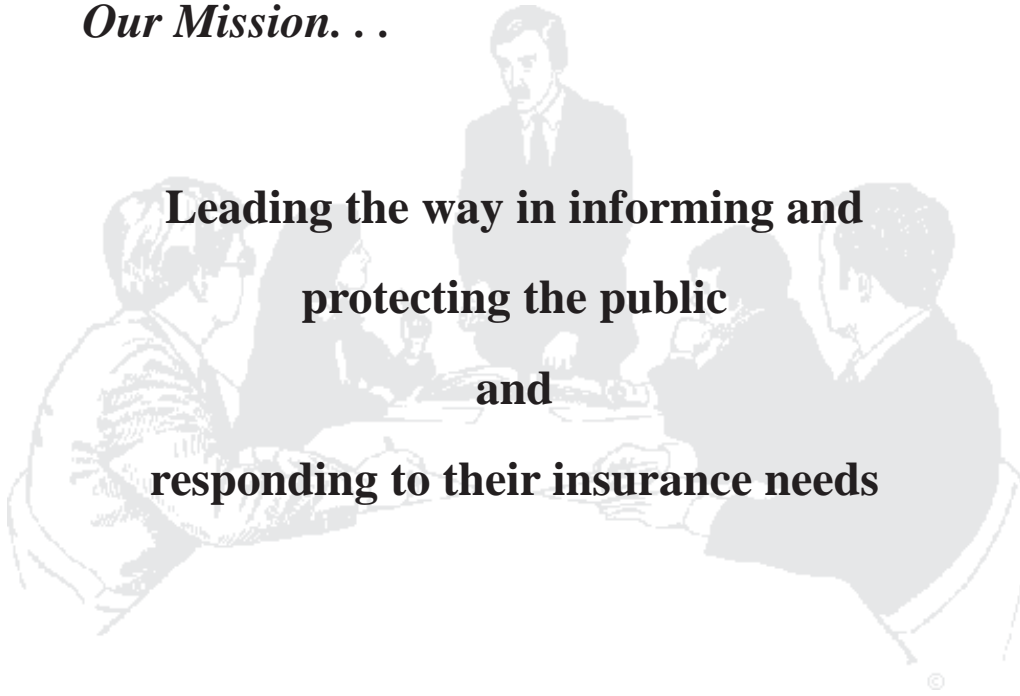 Our Mission. . .
Leading the way in informing and
protecting the public
and
responding to their insurance needs
©